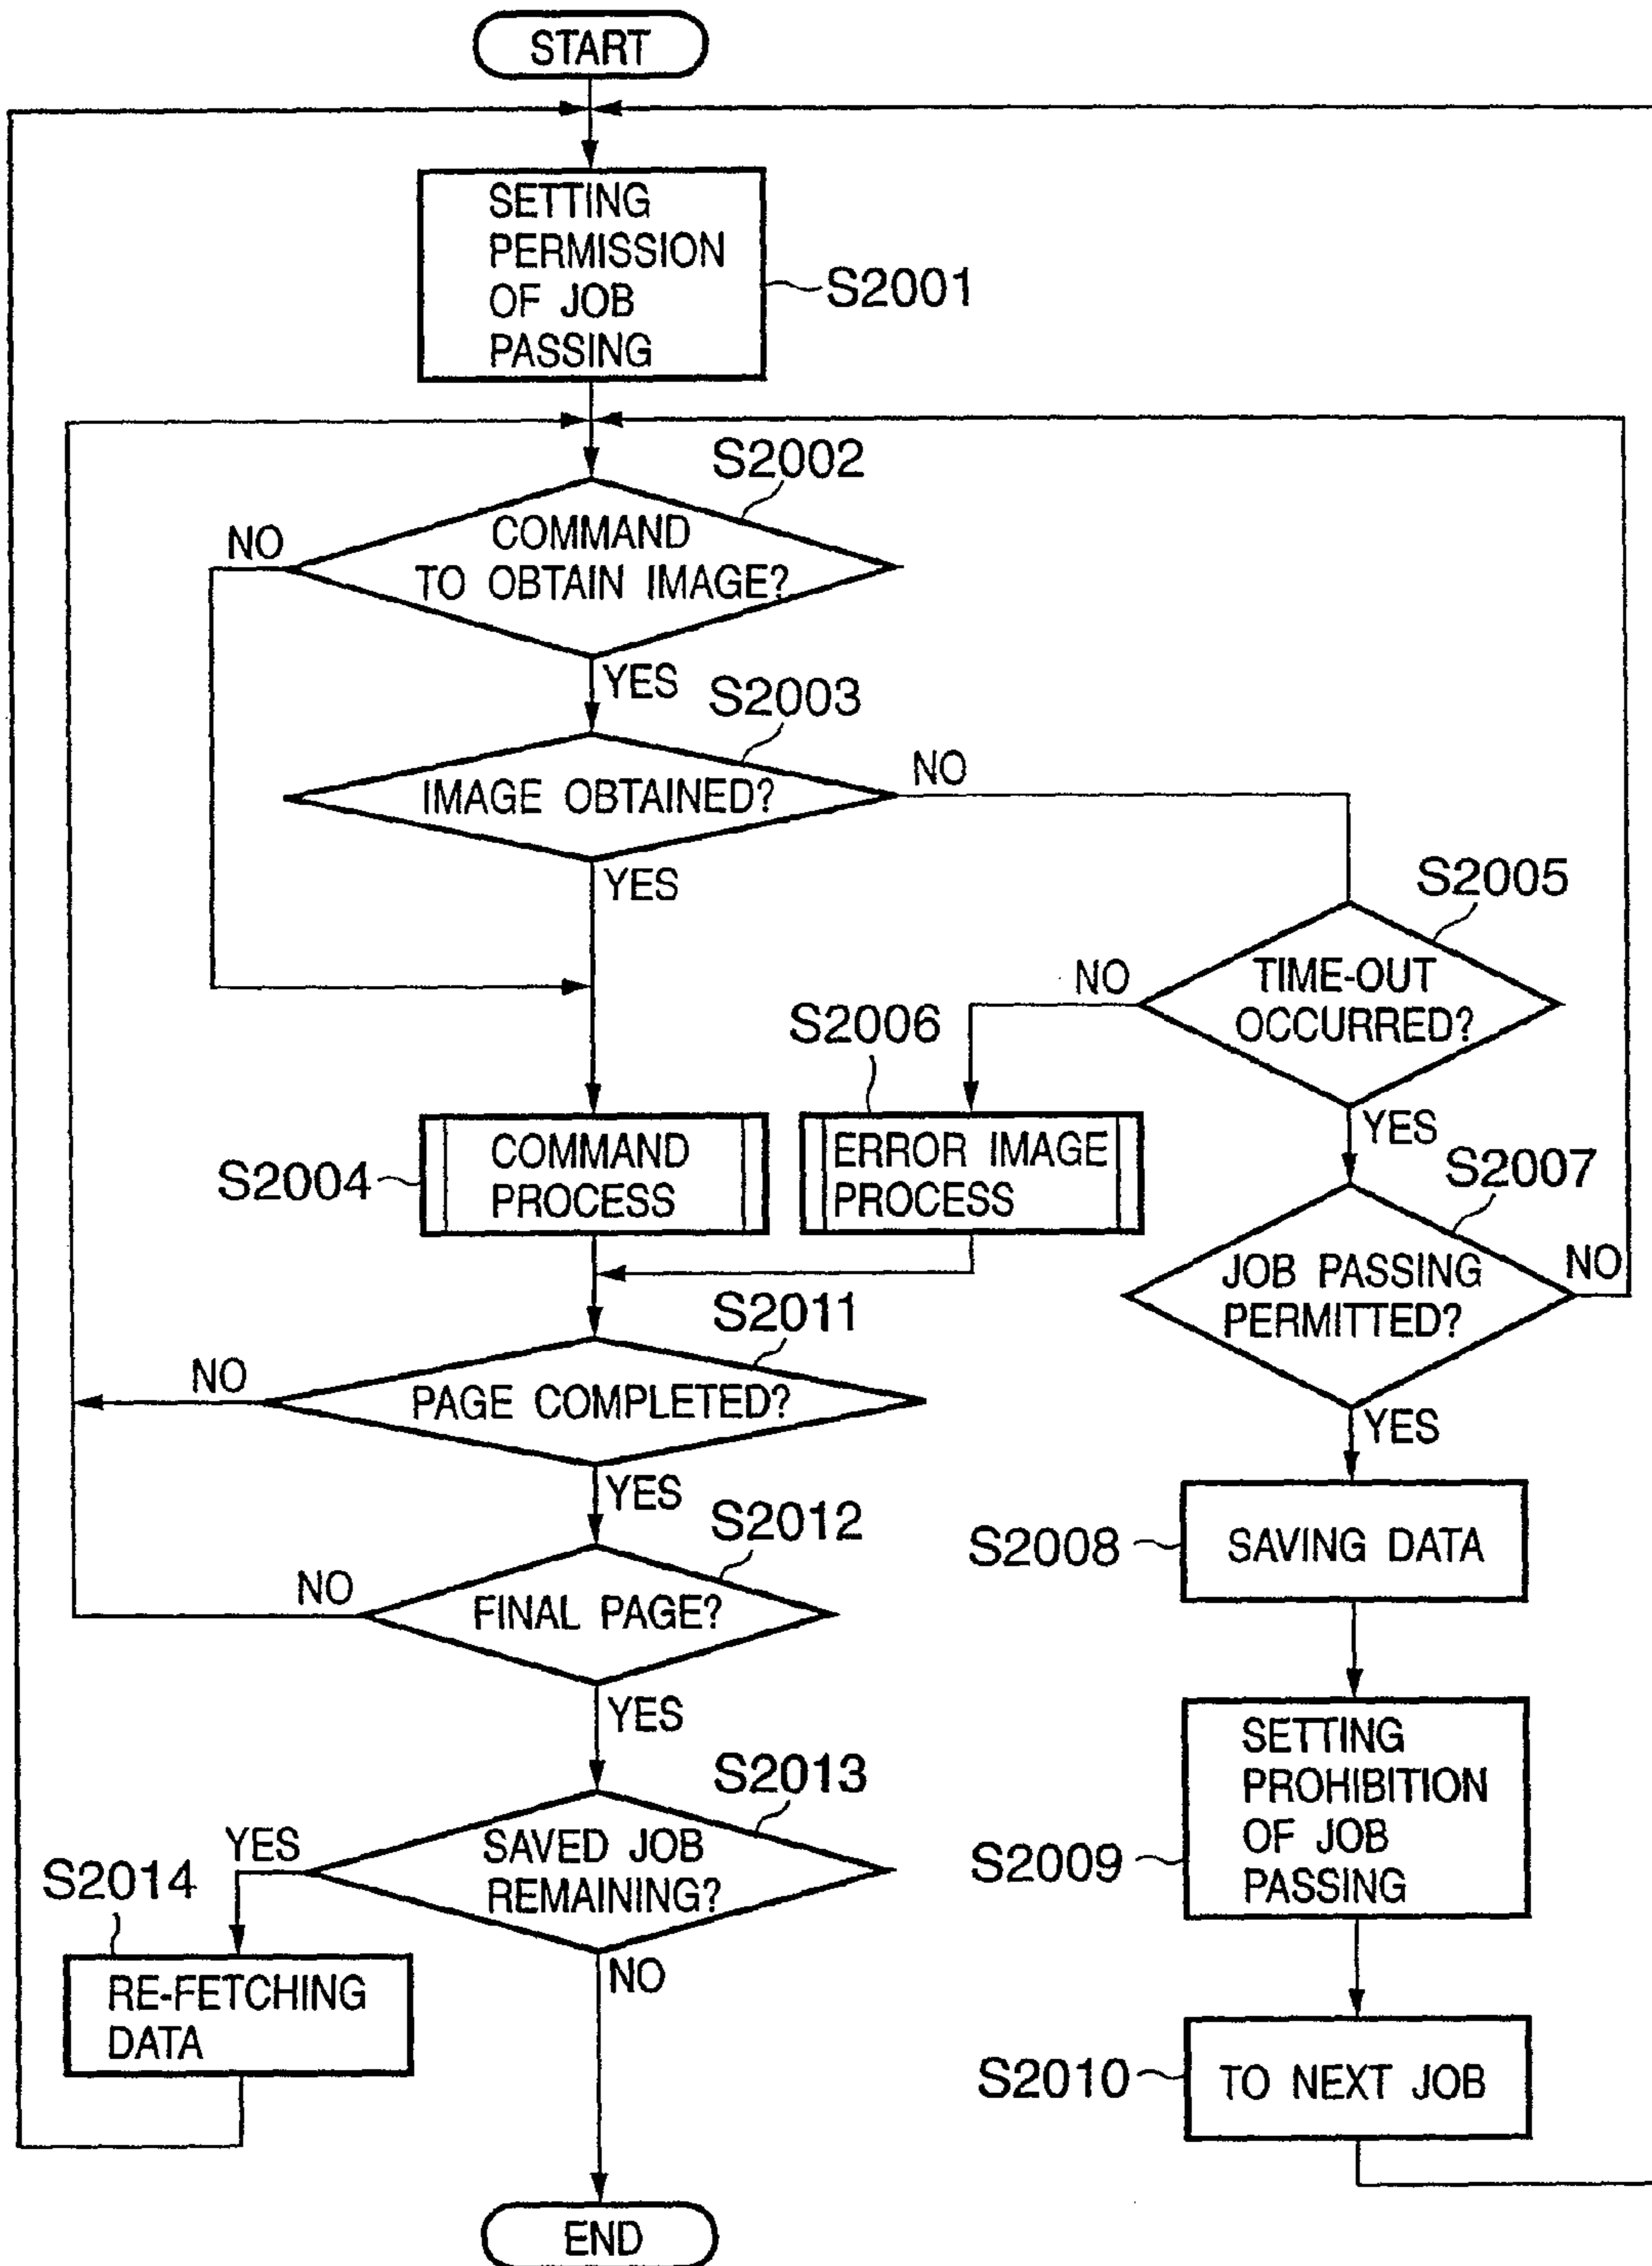 START
SETTING
PERMISSION
OF JOB
PASSING
S2001
S2002
COMMAND
TO OBTAIN IMAGE?
NO
YES
S2003
IMAGE OBTAINED?
NO
YES
S2005
TIME-OUT
OCCURRED?
NO
YES
S2006
ERROR IMAGE
PROCESS
S2004
COMMAND
PROCESS
S2007
JOB PASSING
PERMITTED?
NO
YES
S2011
PAGE COMPLETED?
NO
YES
S2008
SAVING DATA
S2012
FINAL PAGE?
NO
YES
S2009
SETTING
PROHIBITION
OF JOB
PASSING
S2013
SAVED JOB
REMAINING?
YES
NO
S2014
RE-FETCHING
DATA
S2010
TO NEXT JOB
END